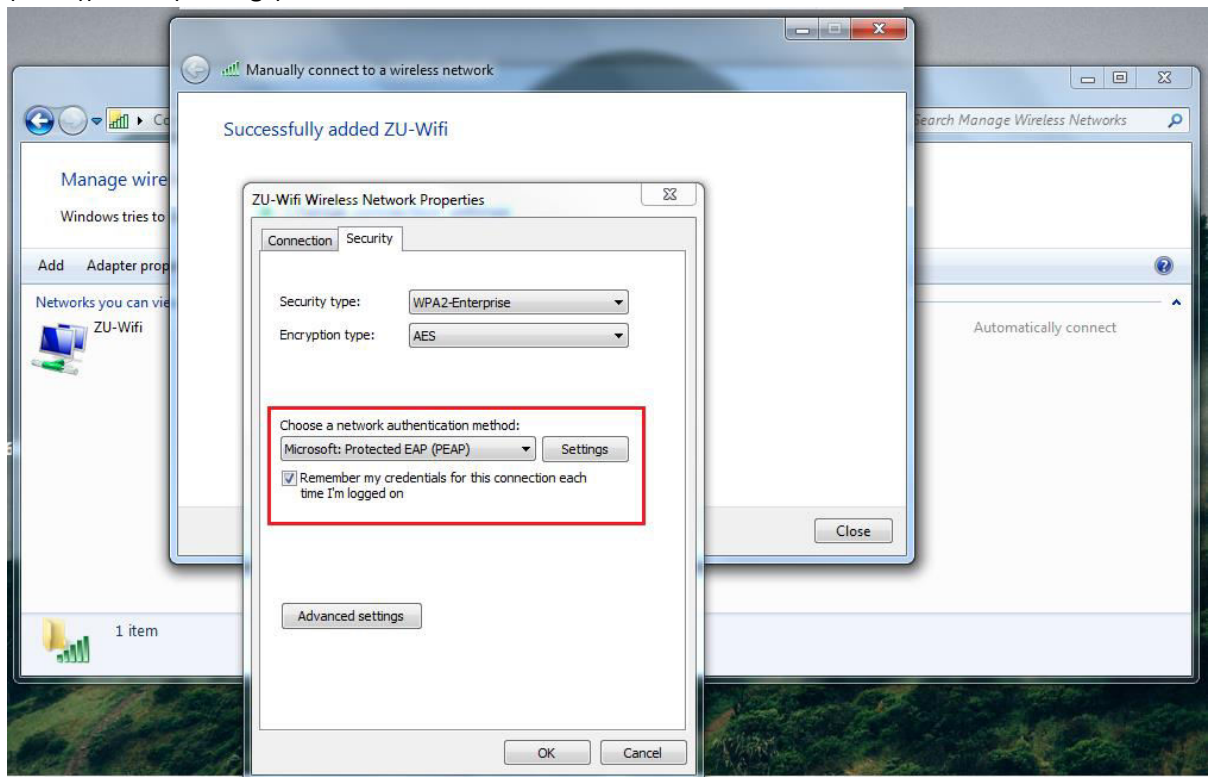 Manually connect to a wireless network
Search Manage Wireless Networks
Successfully added ZU-Wifi
Manage wire
Windows tries to
ZU-Wifi Wireless Network Properties
Connection Security
Add Adapter prop
Networks you can vie
ZU-Wifi
Automatically connect
Security type: WPA2-Enterprise
Encryption type: AES
Choose a network authentication method:
Microsoft: Protected EAP (PEAP) Settings
Remember my credentials for this connection each
time I'm logged on
Close
Advanced settings
1 item
OK Cancel